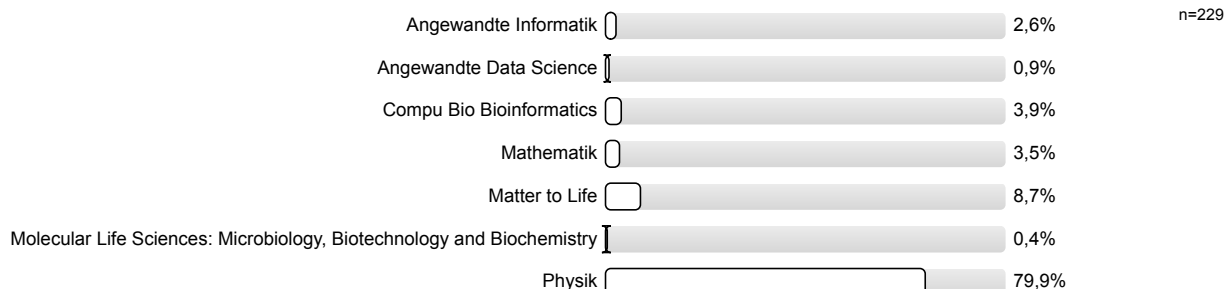 Angewandte Informatik 2,6% n=229
Angewandte Data Science 0,9%
Compu Bio Bioinformatics 3,9%
Mathematik 3,5%
Matter to Life 8,7%
Molecular Life Sciences: Microbiology, Biotechnology and Biochemistry 0,4%
Physik 79,9%